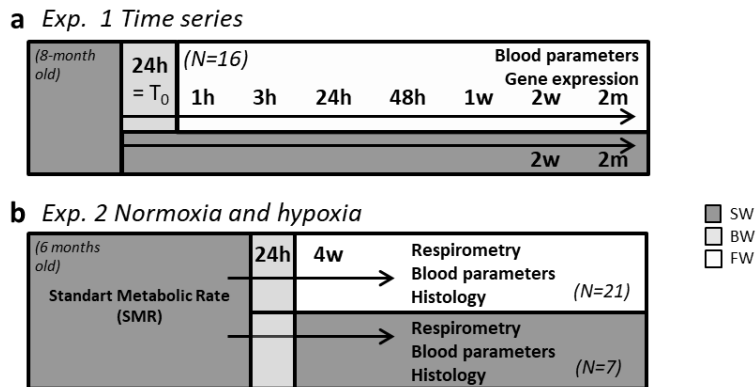 a Exp. 1 Time series
(8-month
old)
24h
= T₀
(N=16)
Blood parameters
Gene expression
1h 3h 24h 48h 1w 2w 2m
2w 2m
b Exp. 2 Normoxia and hypoxia
(6 months
old)
Standart Metabolic Rate
(SMR)
24h
4w
Respirometry
Blood parameters
Histology
(N=21)
Respirometry
Blood parameters
Histology
(N=7)
SW
BW
FW